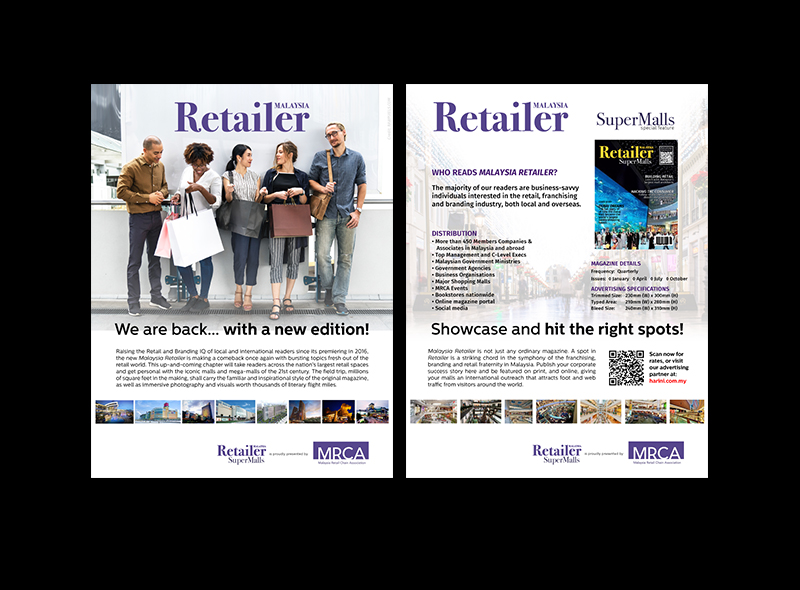 MALAYSIA
Retailer
We are back... with a new edition!
Raising the Retail and Branding IQ of local and international readers since its premiering in 2016,
the new Malaysia Retailer is making a comeback once again with bursting topics fresh out of the
retail world. This up-and-coming chapter will take readers across the nation's largest retail spaces
and get personal with the iconic malls and mega-malls of the 21st century. The field trip, millions
of square feet in the making, shall carry the familiar and inspirational style of the original magazine,
as well as immersive photography and visuals worth thousands of literary flight miles.
Retailer
SuperMalls
is proudly presented by
MRCA
Malaysia Retail Chain Association
MALAYSIA
Retailer
SuperMalls
special feature
Retailer
SuperMalls
BUILDING RETAIL
WHO READS MALAYSIA RETAILER?
The majority of our readers are business-savvy
individuals interested in the retail, franchising
and branding industry, both local and overseas.
DISTRIBUTION
• More than 450 Members Companies &
Associates in Malaysia and abroad
• Top Management and C-Level Execs
• Malaysian Government Ministries
• Government Agencies
• Business Organisations
• Major Shopping Malls
• MRCA Events
• Bookstores nationwide
• Online magazine portal
• Social media
MAGAZINE DETAILS
Frequency: Quarterly
Issues: ◊ January ◊ April ◊ July ◊ October
ADVERTISING SPECIFICATIONS
Trimmed Size: 230mm (W) x 300mm (H)
Typed Area: 210mm (W) x 280mm (H)
Bleed Size: 240mm (W) x 310mm (H)
Showcase and hit the right spots!
Malaysia Retailer is not just any ordinary magazine. A spot in
Retailer is a striking chord in the symphony of the franchising,
branding and retail fraternity in Malaysia. Publish your corporate
success story here and be featured on print, and online, giving
your malls an international outreach that attracts foot and web
traffic from visitors around the world.
Scan now for
rates, or visit
our advertising
partner at:
harini.com.my
Retailer
SuperMalls
is proudly presented by
MRCA
Malaysia Retail Chain Association